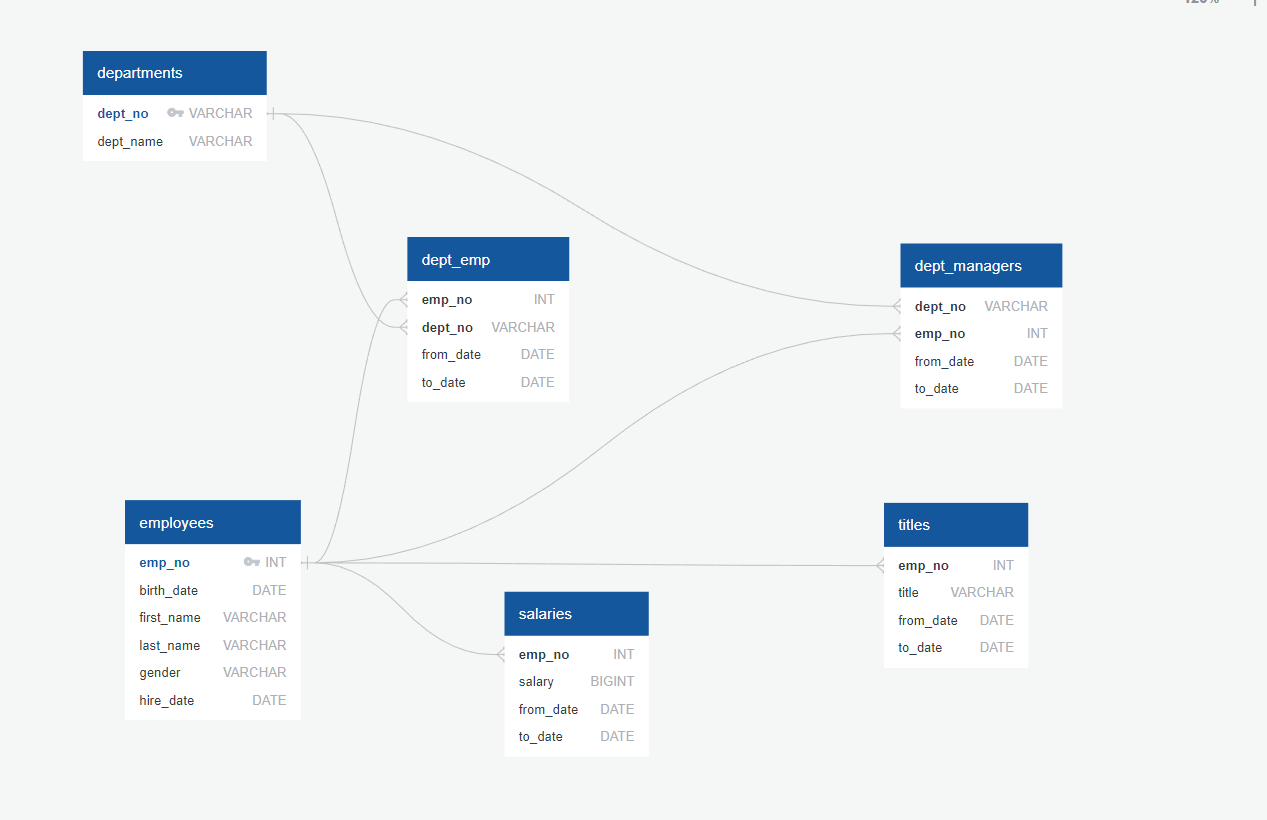 departments
dept_no VARCHAR
dept_name VARCHAR
dept_emp
emp_no INT
dept_no VARCHAR
from_date DATE
to_date DATE
dept_managers
dept_no VARCHAR
emp_no INT
from_date DATE
to_date DATE
employees
emp_no INT
birth_date DATE
first_name VARCHAR
last_name VARCHAR
gender VARCHAR
hire_date DATE
salaries
emp_no INT
salary BIGINT
from_date DATE
to_date DATE
titles
emp_no INT
title VARCHAR
from_date DATE
to_date DATE